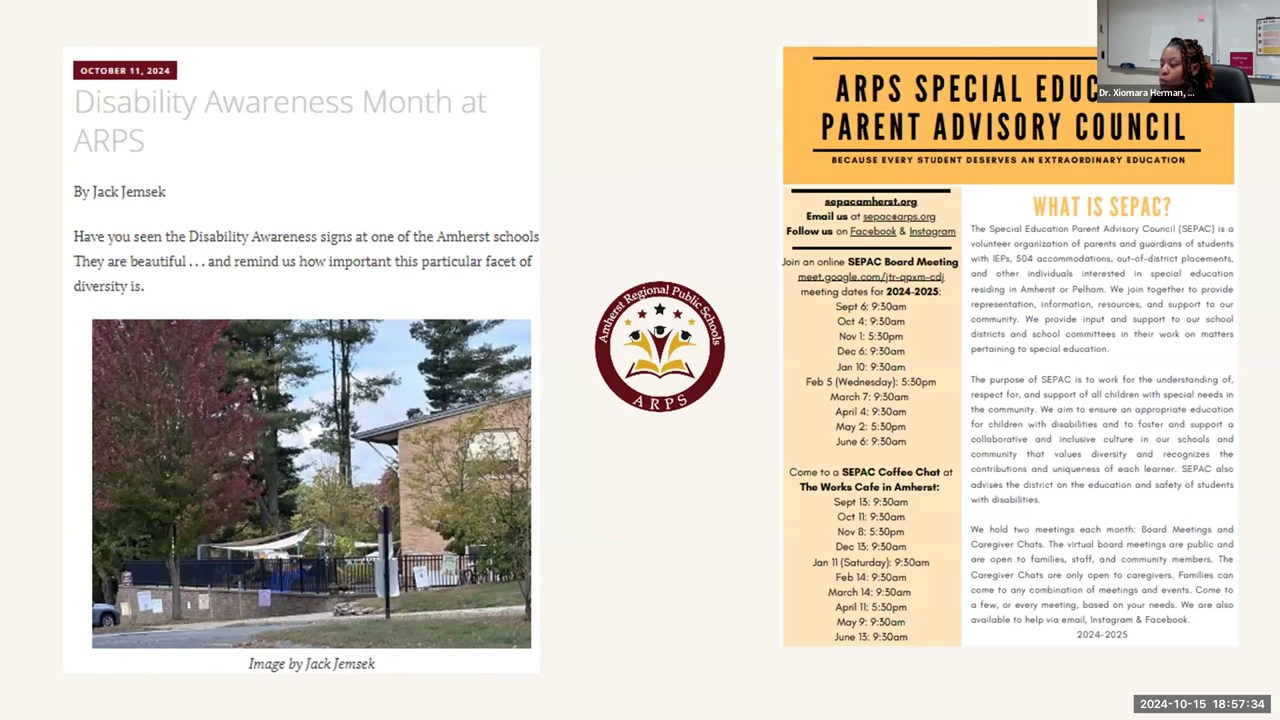 OCTOBER 11, 2024
Disability Awareness Month at
ARPS
By Jack Jemsek
Have you seen the Disability Awareness signs at one of the Amherst schools
They are beautiful . . . and remind us how important this particular facet of
diversity is.
Image by Jack Jemsek
Amherst Regional Public Schools
ARPS
ARPS SPECIAL EDUC
PARENT ADVISORY COUNCIL
BECAUSE EVERY STUDENT DESERVES AN EXTRAORDINARY EDUCATION
sepacamherst.org
Email us at sepac@arps.org
Follow us on Facebook & Instagram
Join an online SEPAC Board Meeting
meet.google.com/jtr-qpxm-cdj
meeting dates for 2024-2025:
Sept 6: 9:30am
Oct 4: 9:30am
Nov 1: 5:30pm
Dec 6: 9:30am
Jan 10: 9:30am
Feb 5 (Wednesday): 5:30pm
March 7: 9:30am
April 4: 9:30am
May 2: 5:30pm
June 6: 9:30am
Come to a SEPAC Coffee Chat at
The Works Cafe in Amherst:
Sept 13: 9:30am
Oct 11: 9:30am
Nov 8: 5:30pm
Dec 13: 9:30am
Jan 11 (Saturday): 9:30am
Feb 14: 9:30am
March 14: 9:30am
April 11: 5:30pm
May 9: 9:30am
June 13: 9:30am
WHAT IS SEPAC?
The Special Education Parent Advisory Council (SEPAC) is a
volunteer organization of parents and guardians of students
with IEPs, 504 accommodations, out-of-district placements,
and other individuals interested in special education
residing in Amherst or Pelham. We join together to provide
representation, information, resources, and support to our
community. We provide input and support to our school
districts and school committees in their work on matters
pertaining to special education.
The purpose of SEPAC is to work for the understanding of,
respect for, and support of all children with special needs in
the community. We aim to ensure an appropriate education
for children with disabilities and to foster and support a
collaborative and inclusive culture in our schools and
community that values diversity and recognizes the
contributions and uniqueness of each learner. SEPAC also
advises the district on the education and safety of students
with disabilities.
We hold two meetings each month: Board Meetings and
Caregiver Chats. The virtual board meetings are public and
are open to families, staff, and community members. The
Caregiver Chats are only open to caregivers. Families can
come to any combination of meetings and events. Come to
a few, or every meeting, based on your needs. We are also
available to help via email, Instagram & Facebook.
2024-2025
Dr. Xiomara Herman, ...
2024-10-15 18:57:34